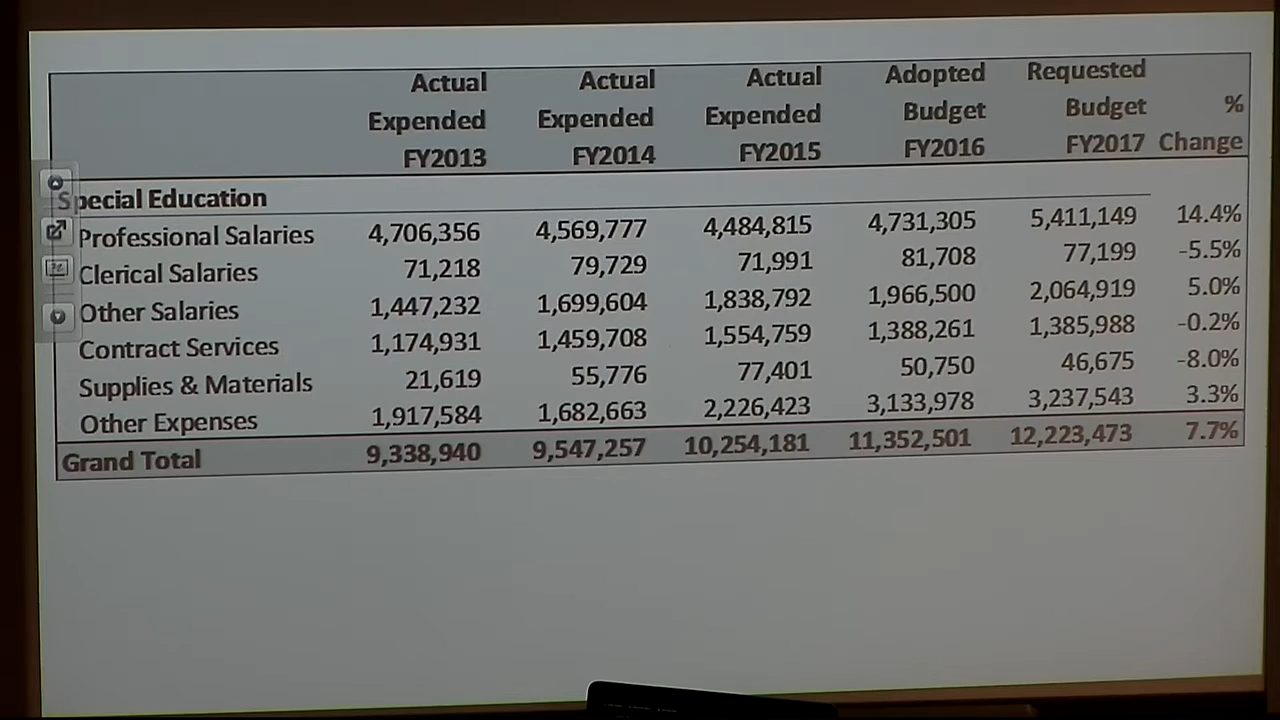 Actual Actual Actual Adopted Requested
Expended Expended Expended Budget Budget %
FY2013 FY2014 FY2015 FY2016 FY2017 Change
Special Education
Professional Salaries 4,706,356 4,569,777 4,484,815 4,731,305 5,411,149 14.4%
Clerical Salaries 71,218 79,729 71,991 81,708 77,199 -5.5%
Other Salaries 1,447,232 1,699,604 1,838,792 1,966,500 2,064,919 5.0%
Contract Services 1,174,931 1,459,708 1,554,759 1,388,261 1,385,988 -0.2%
Supplies & Materials 21,619 55,776 77,401 50,750 46,675 -8.0%
Other Expenses 1,917,584 1,682,663 2,226,423 3,133,978 3,237,543 3.3%
Grand Total 9,338,940 9,547,257 10,254,181 11,352,501 12,223,473 7.7%